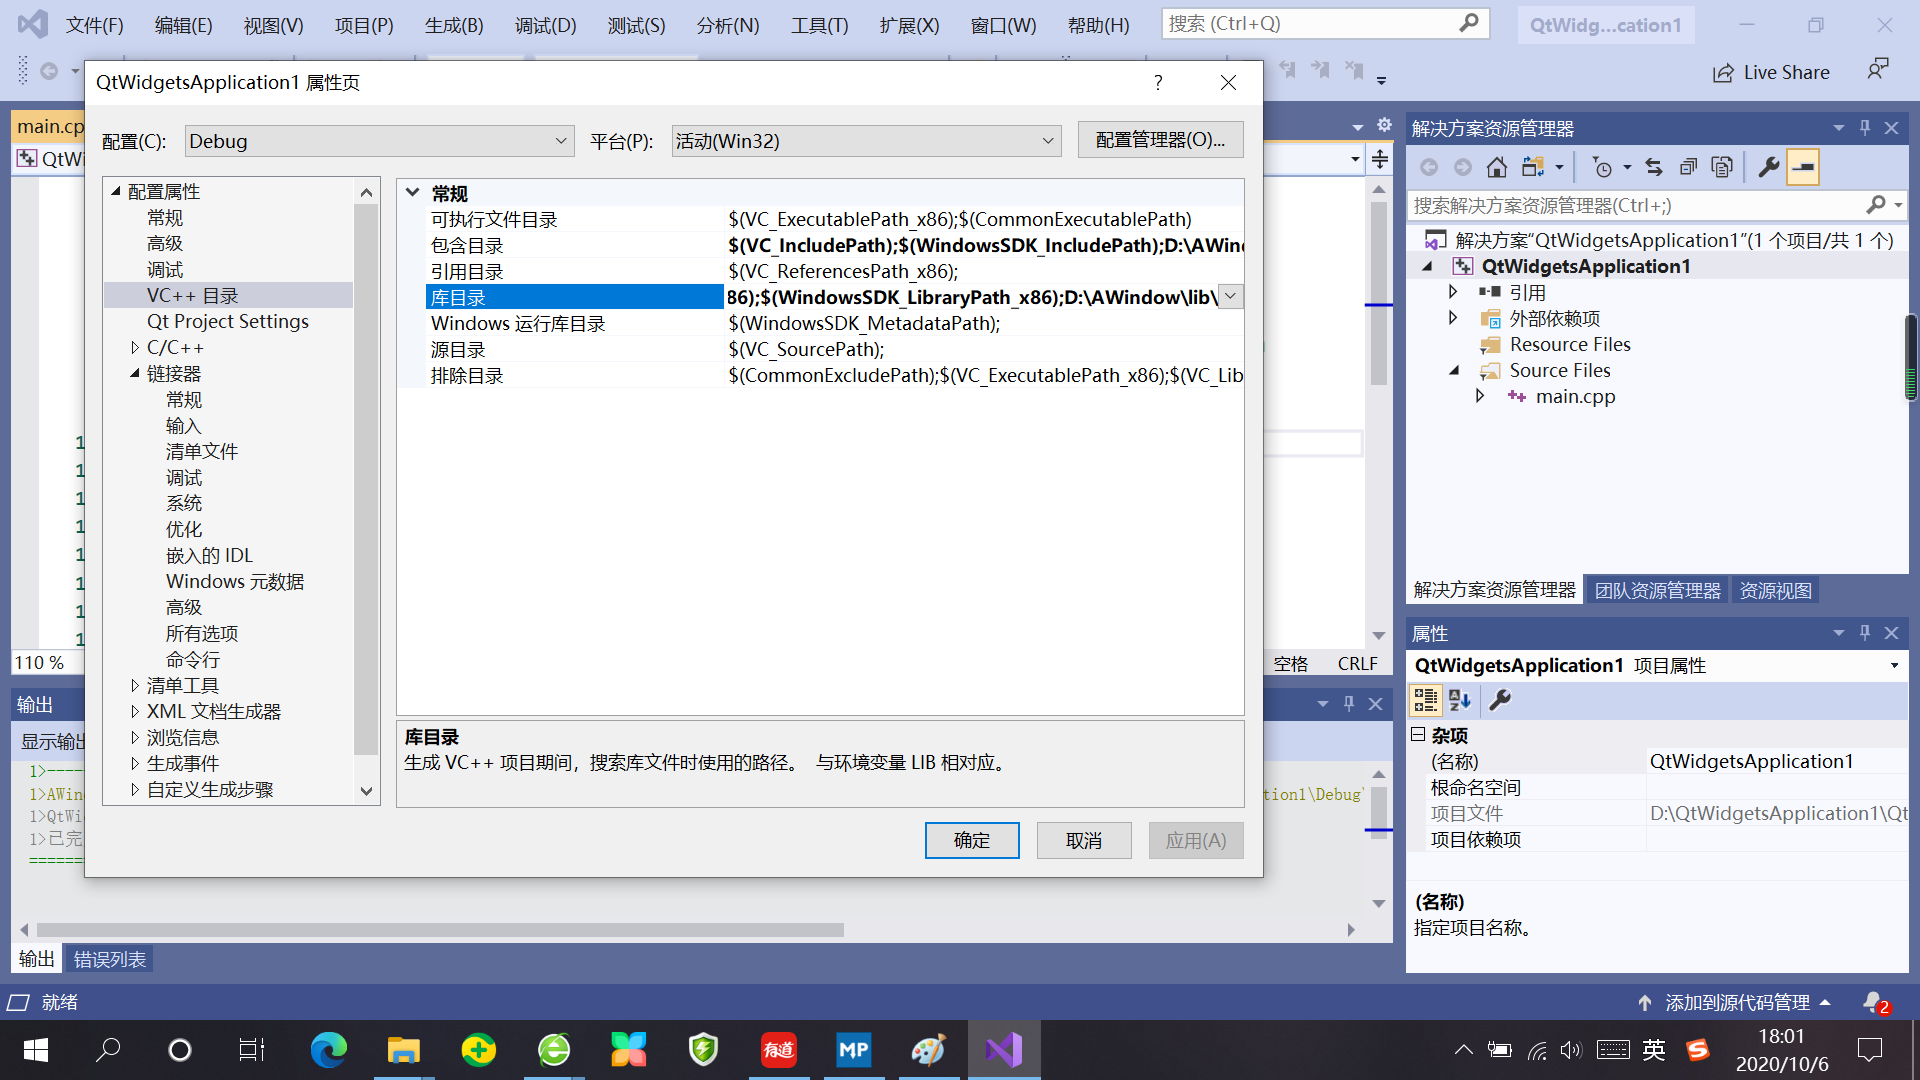 文件(F) 编辑(E) 视图(V) 项目(P) 生成(B) 调试(D) 测试(S) 分析(N) 工具(T) 扩展(X) 窗口(W) 帮助(H) 搜索 (Ctrl+Q) QtWidg...cation1
Live Share
QtWidgetsApplication1 属性页 ?
配置(C): Debug 平台(P): 活动(Win32) 配置管理器(O)...
main.cp
QtWi
配置属性
常规
高级
调试
VC++ 目录
Qt Project Settings
C/C++
链接器
常规
输入
清单文件
调试
系统
优化
嵌入的 IDL
Windows 元数据
高级
所有选项
命令行
清单工具
XML 文档生成器
浏览信息
生成事件
自定义生成步骤
常规
可执行文件目录 $(VC_ExecutablePath_x86);$(CommonExecutablePath)
包含目录 $(VC_IncludePath);$(WindowsSDK_IncludePath);D:\AWind
引用目录 $(VC_ReferencesPath_x86);
库目录 86);$(WindowsSDK_LibraryPath_x86);D:\AWindow\lib\
Windows 运行库目录 $(WindowsSDK_MetadataPath);
源目录 $(VC_SourcePath);
排除目录 $(CommonExcludePath);$(VC_ExecutablePath_x86);$(VC_Lib
库目录
生成 VC++ 项目期间，搜索库文件时使用的路径。 与环境变量 LIB 相对应。
确定 取消 应用(A)
1
1
1
1
1
1
1
1
110 %
空格 CRLF
输出
显示输出
1>-----
1>AWind
1>QtWid
1>已完
======
tion1\Debug\
输出 错误列表
解决方案资源管理器
搜索解决方案资源管理器(Ctrl+;)
解决方案"QtWidgetsApplication1"(1 个项目/共 1 个)
QtWidgetsApplication1
引用
外部依赖项
Resource Files
Source Files
main.cpp
解决方案资源管理器 团队资源管理器 资源视图
属性
QtWidgetsApplication1 项目属性
杂项
(名称) QtWidgetsApplication1
根命名空间
项目文件 D:\QtWidgetsApplication1\Qt
项目依赖项
(名称)
指定项目名称。
就绪
添加到源代码管理 2
有道 MP 英 S
18:01
2020/10/6